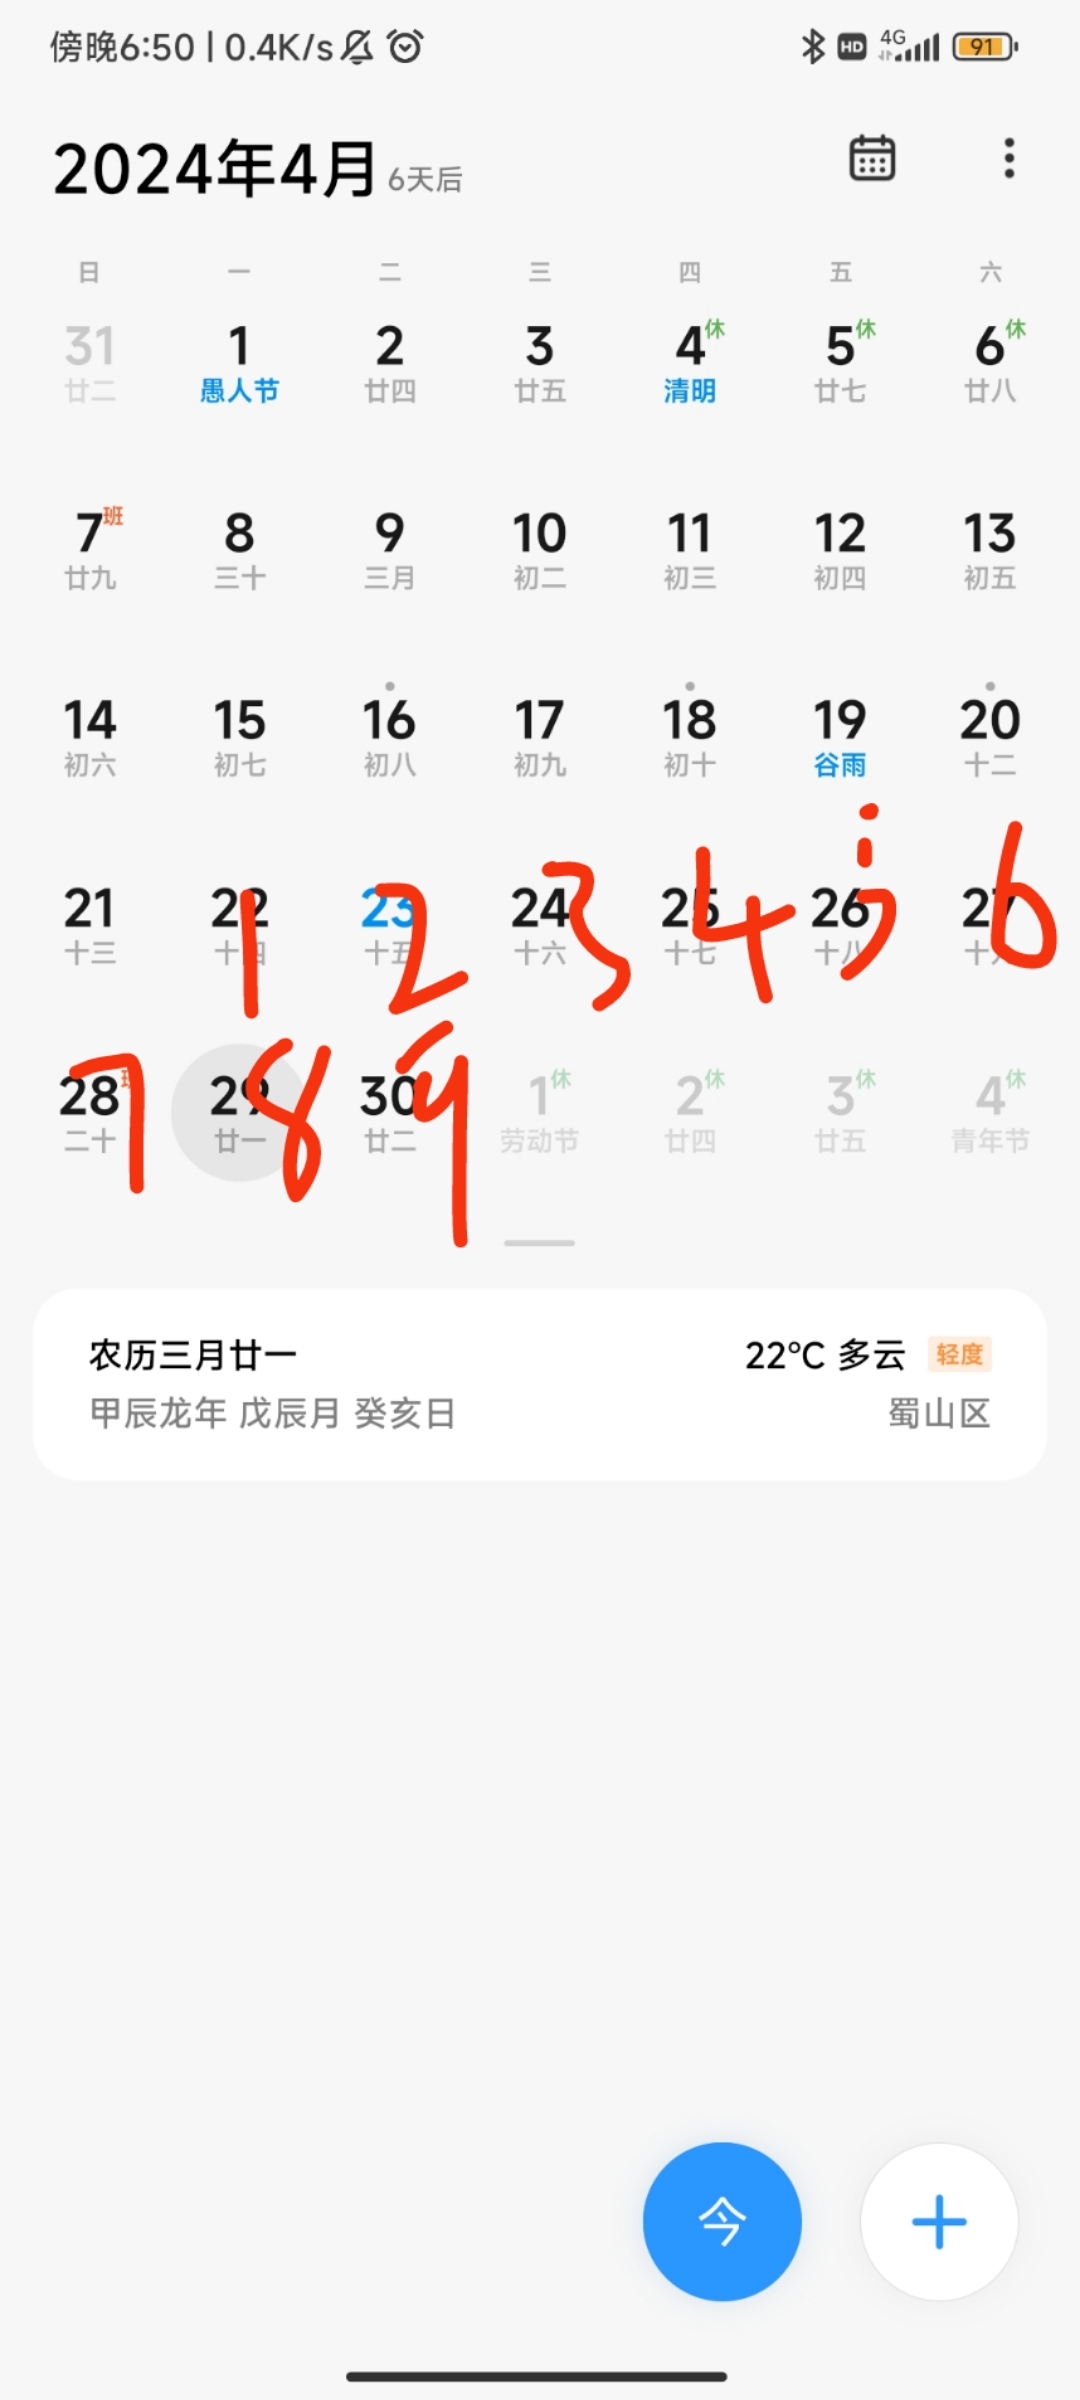 傍晚6:50 | 0.4K/s HD 4G 91
2024年4月 6天后
日 一 二 三 四 五 六
31 1 2 3 4休 5休 6休
廿二 愚人节 廿四 廿五 清明 廿七 廿八
7班 8 9 10 11 12 13
廿九 三十 三月 初二 初三 初四 初五
14 15 16 17 18 19 20
初六 初七 初八 初九 初十 谷雨 十二
21 22 23 24 25 26 27
十三 十四 十五 十六 十七 十八
1 2 3 4 5 6
28班 29 30 1休 2休 3休 4休
二十 廿一 廿二 劳动节 廿四 廿五 青年节
7 8 9
农历三月廿一 22°C 多云 轻度
甲辰龙年 戊辰月 癸亥日 蜀山区
今